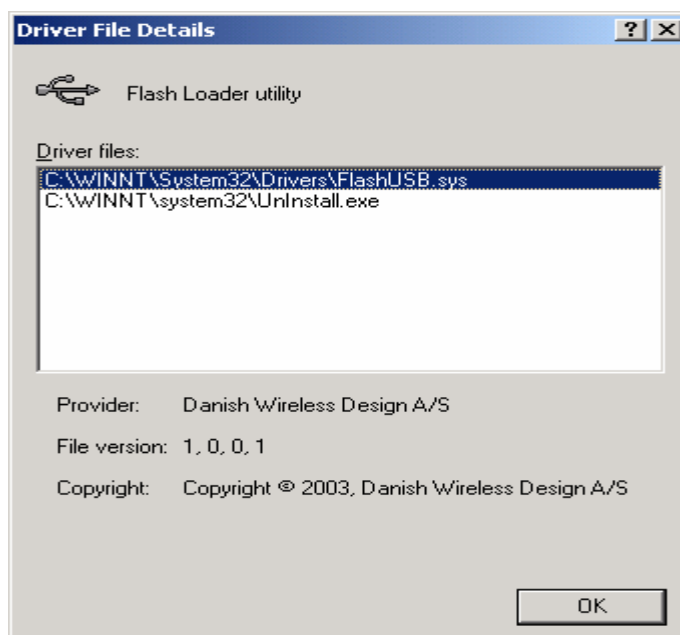 Driver File Details
Flash Loader utility
Driver files:
C:\WINNT\System32\Drivers\FlashUSB.sys
C:\WINNT\system32\UnInstall.exe
Provider: Danish Wireless Design A/S
File version: 1, 0, 0, 1
Copyright: Copyright © 2003, Danish Wireless Design A/S
OK